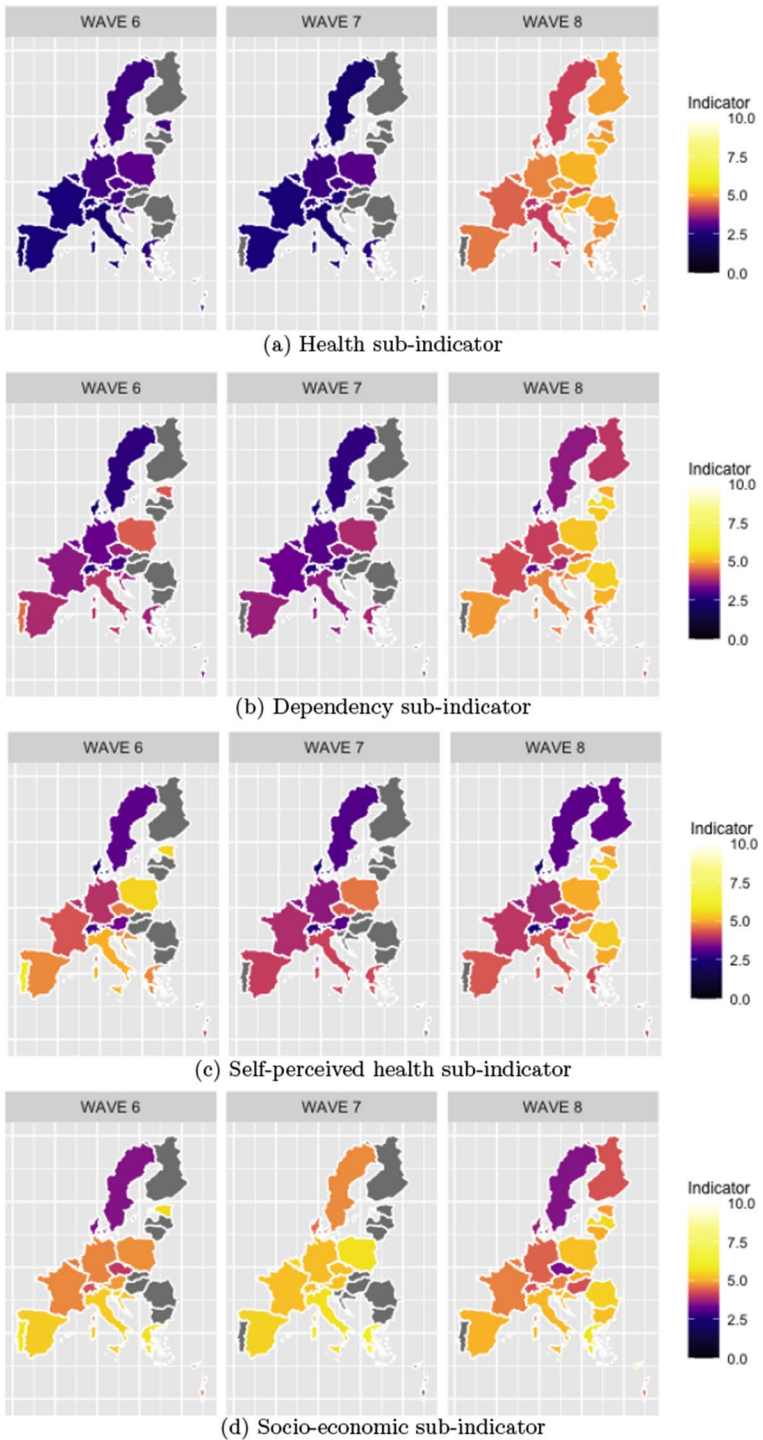 WAVE 6 WAVE 7 WAVE 8
Indicator
10.0
7.5
5.0
2.5
0.0
(a) Health sub-indicator
WAVE 6 WAVE 7 WAVE 8
Indicator
10.0
7.5
5.0
2.5
0.0
(b) Dependency sub-indicator
WAVE 6 WAVE 7 WAVE 8
Indicator
10.0
7.5
5.0
2.5
0.0
(c) Self-perceived health sub-indicator
WAVE 6 WAVE 7 WAVE 8
Indicator
10.0
7.5
5.0
2.5
0.0
(d) Socio-economic sub-indicator